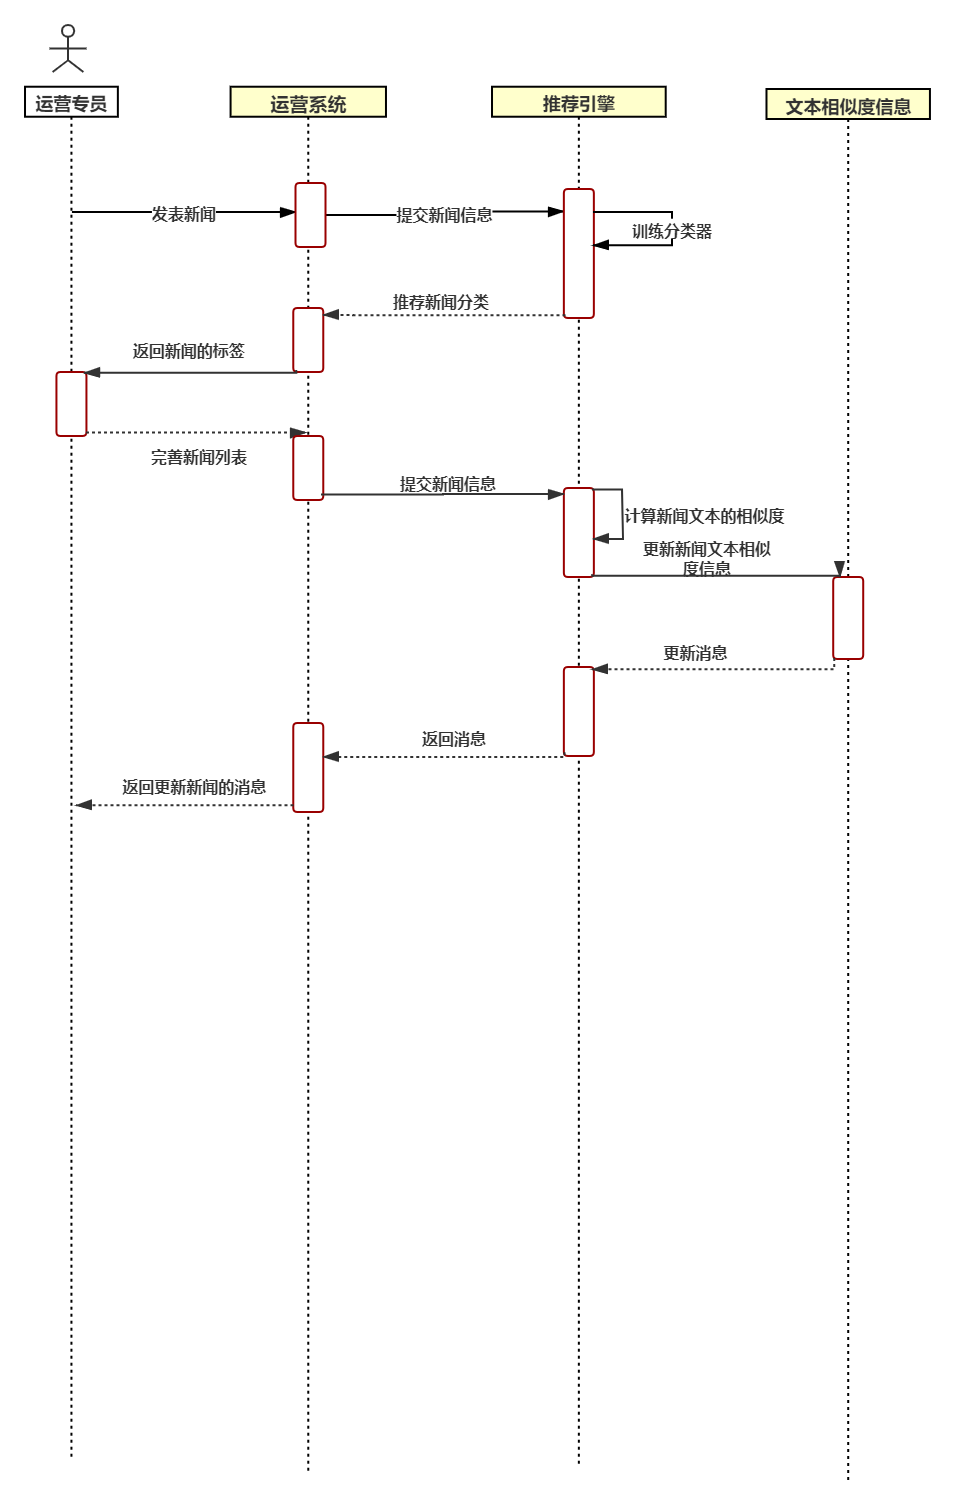 运营专员
运营系统
推荐引擎
文本相似度信息
发表新闻
提交新闻信息
训练分类器
推荐新闻分类
返回新闻的标签
完善新闻列表
提交新闻信息
计算新闻文本的相似度
更新新闻文本相似
度信息
更新消息
返回消息
返回更新新闻的消息